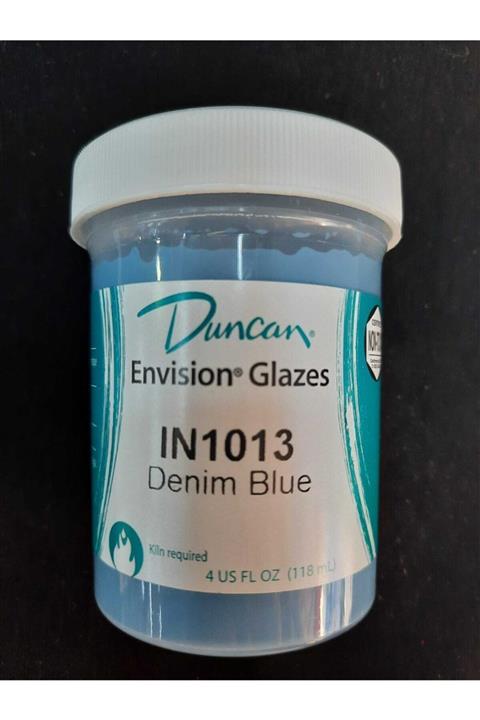 Duncan®
Envision® Glazes
IN1013
Denim Blue
Kiln required
4 US FL OZ (118 mL)